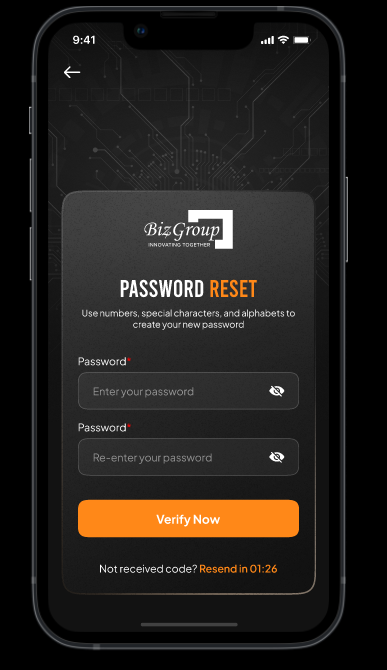 9:41
BizGroup
INNOVATING TOGETHER
PASSWORD RESET
Use numbers, special characters, and alphabets to
create your new password
Password*
Enter your password
Password*
Re-enter your password
Verify Now
Not received code? Resend in 01:26